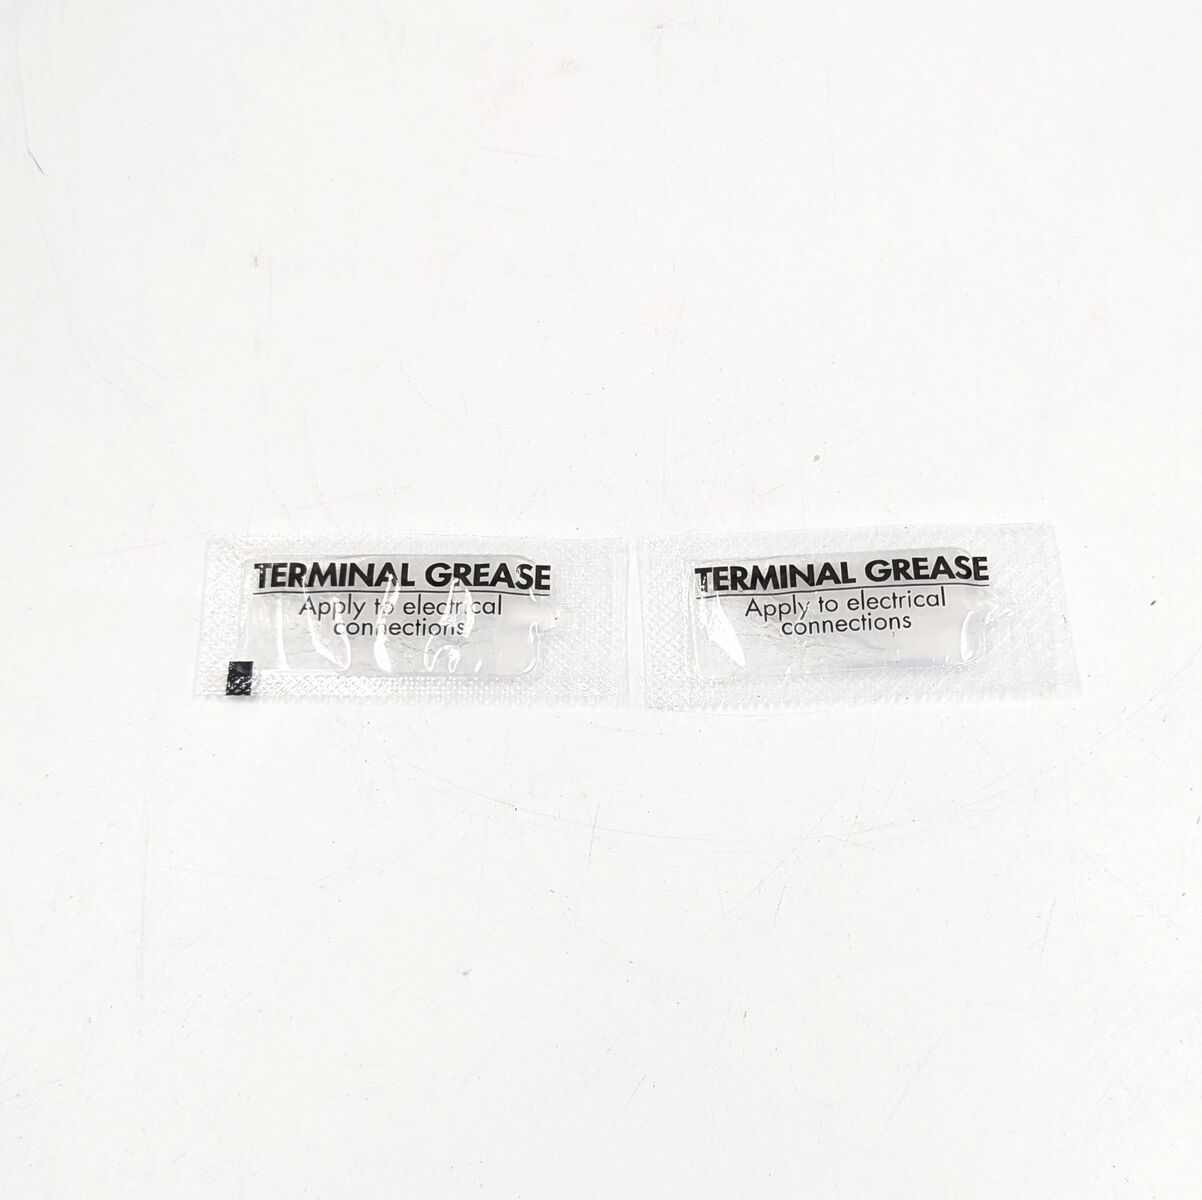 TERMINAL GREASE
Apply to electrical
connections
TERMINAL GREASE
Apply to electrical
connections